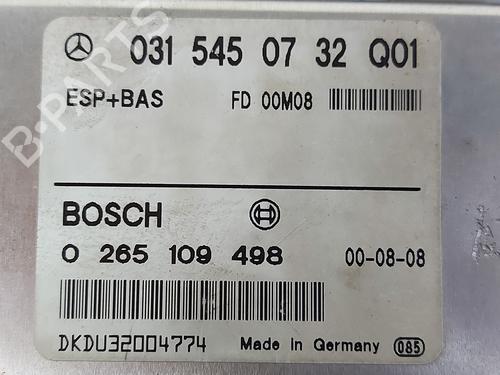 031 545 07 32 Q01
ESP+BAS FD 00M08
BOSCH
0 265 109 498 00-08-08
DKDU32004774 Made in Germany 085
B-PARTS